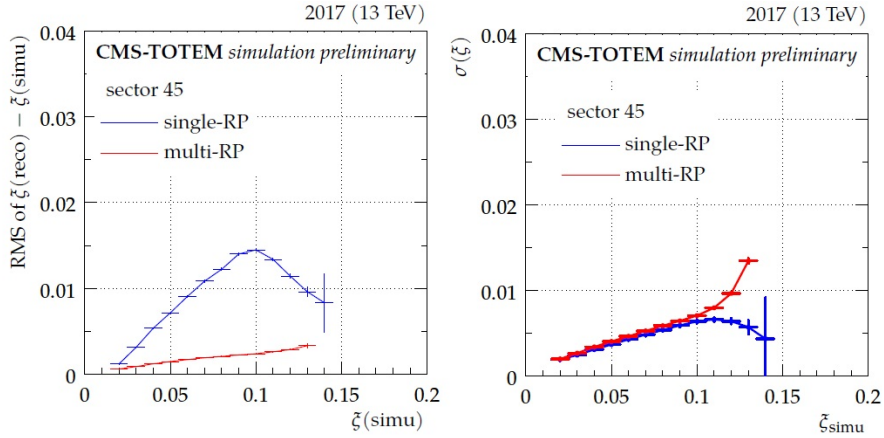 2017 (13 TeV)
CMS-TOTEM simulation preliminary
sector 45
single-RP
multi-RP
RMS of ξ(reco) − ξ(simu)
0.04
0.03
0.02
0.01
0
0 0.05 0.1 0.15 0.2
ξ(simu)
2017 (13 TeV)
CMS-TOTEM simulation preliminary
sector 45
single-RP
multi-RP
σ(ξ)
0.04
0.03
0.02
0.01
0
0 0.05 0.1 0.15 0.2
ξsimu